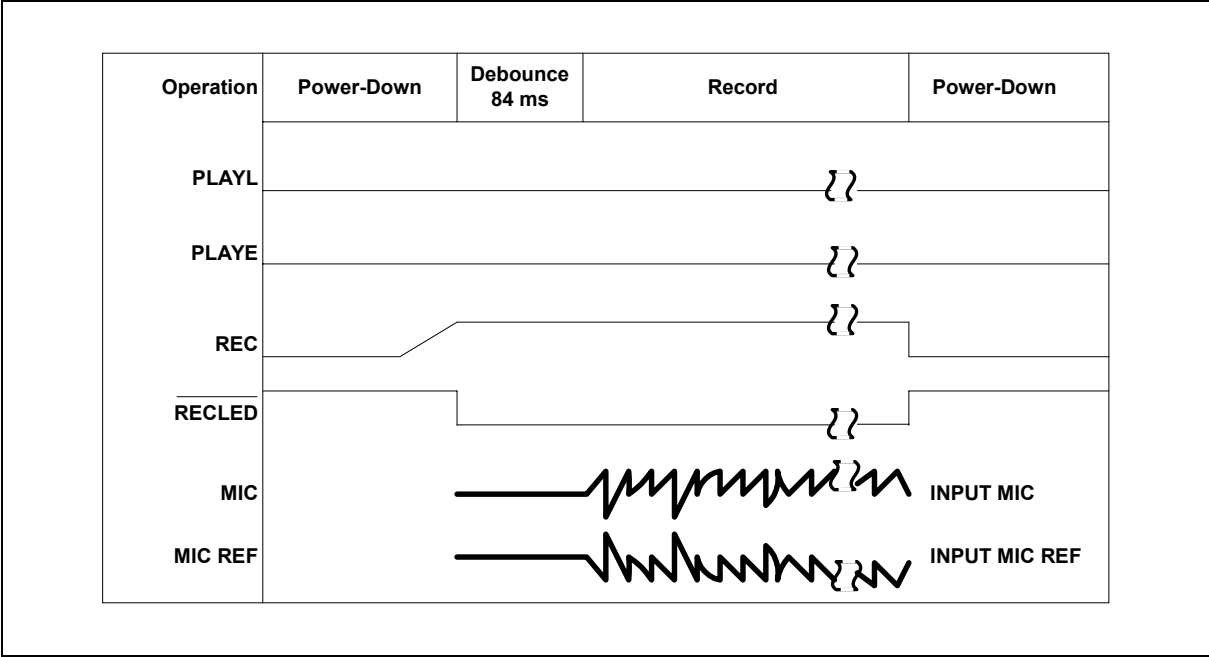 Operation
Power-Down
Debounce
84 ms
Record
Power-Down
PLAYL
PLAYE
REC
RECLED
MIC
INPUT MIC
MIC REF
INPUT MIC REF